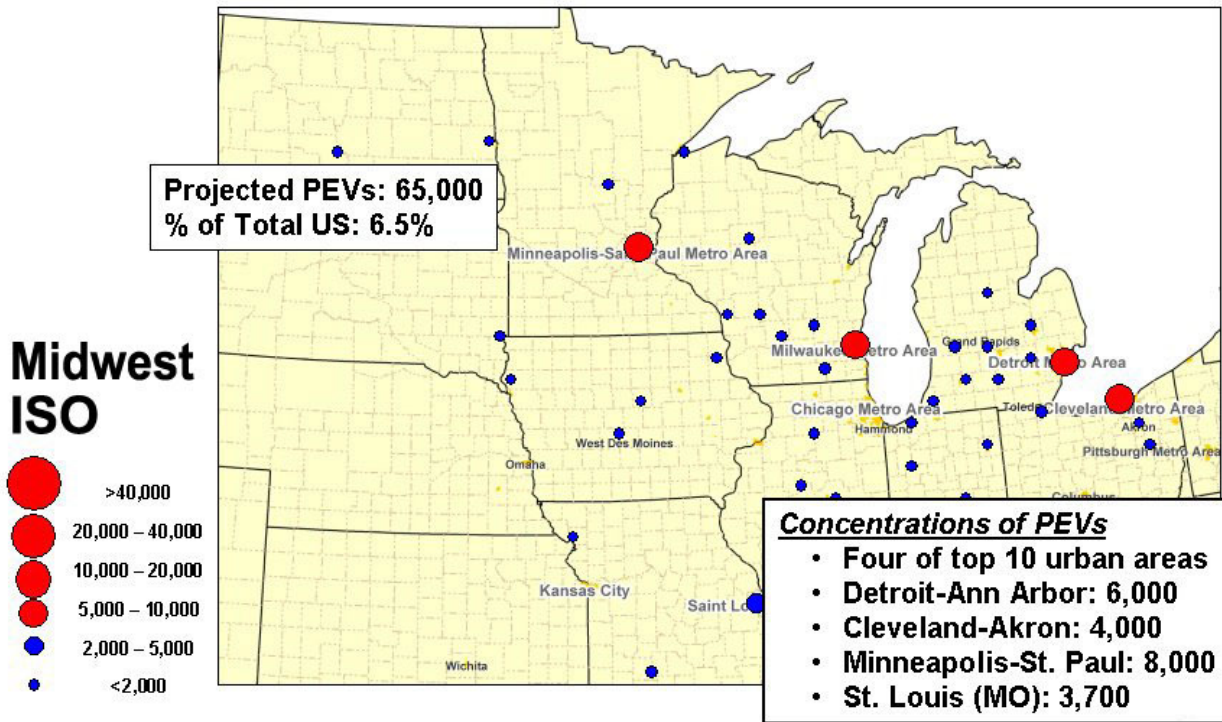 Projected PEVs: 65,000
% of Total US: 6.5%
Minneapolis-Sai Paul Metro Area
Milwauke Metro Area
Grand Rapids
Detroit M o Area
Chicago Metro Area
Hammond
Toled
Cleveland Metro Area
Akron
Pittsburgh Metro Area
West Des Moines
Omaha
Columbus
Kansas City
Saint Lo
Wichita
Midwest
ISO
>40,000
20,000 – 40,000
10,000 – 20,000
5,000 – 10,000
2,000 – 5,000
<2,000
Concentrations of PEVs
• Four of top 10 urban areas
• Detroit-Ann Arbor: 6,000
• Cleveland-Akron: 4,000
• Minneapolis-St. Paul: 8,000
• St. Louis (MO): 3,700